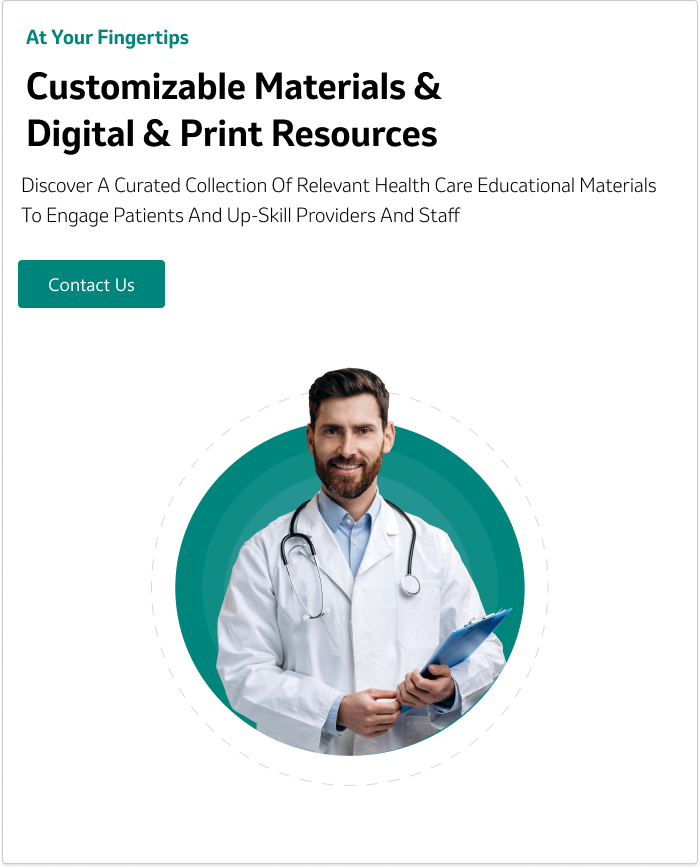 At Your Fingertips
Customizable Materials &
Digital & Print Resources
Discover A Curated Collection Of Relevant Health Care Educational Materials
To Engage Patients And Up-Skill Providers And Staff
Contact Us